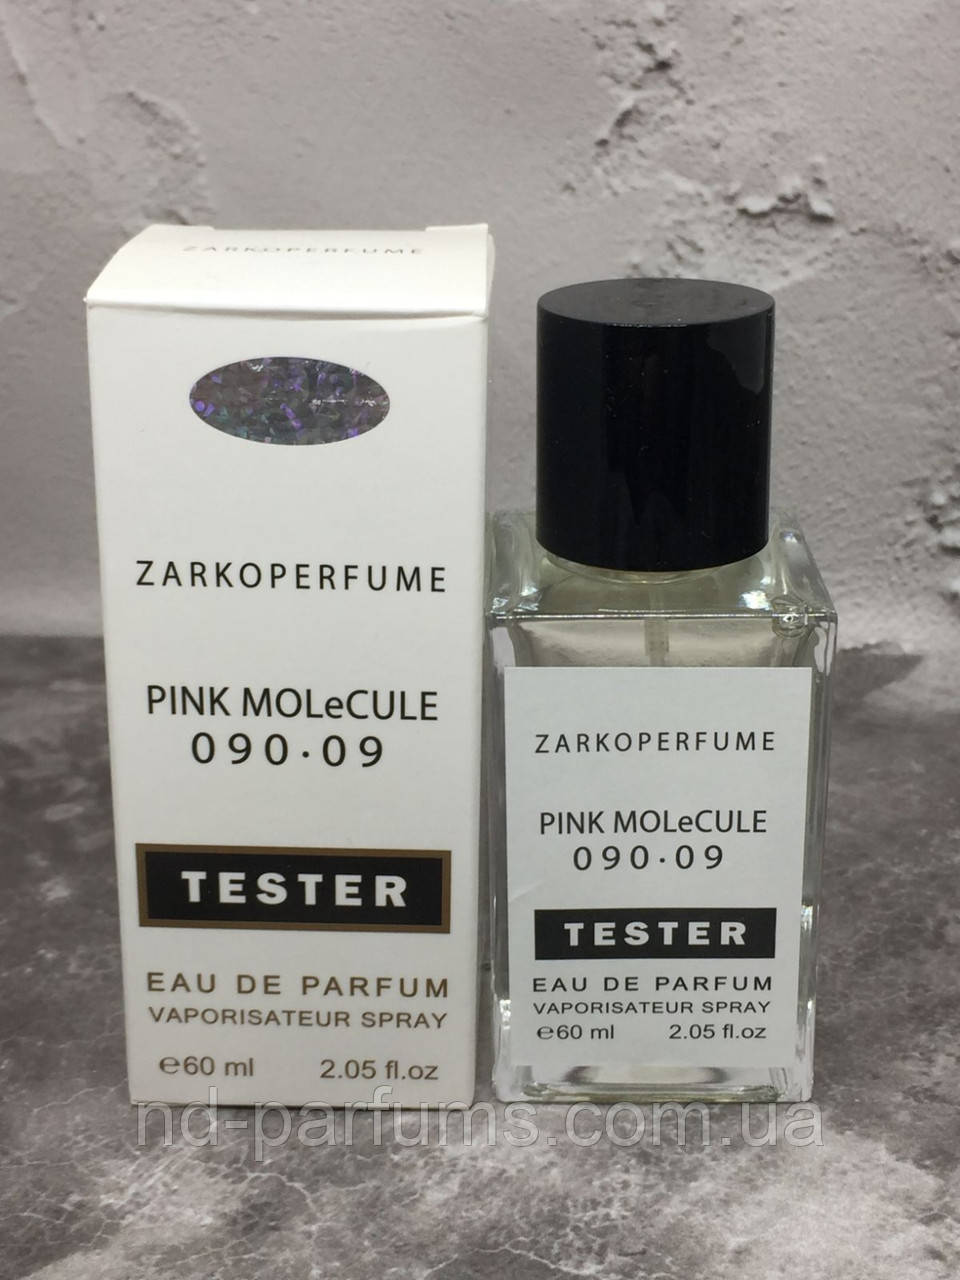 ZARKOPERFUME
ZARKOPERFUME
PINK MOLeCULE
090·09
TESTER
EAU DE PARFUM
VAPORISATEUR SPRAY
℮60 ml 2.05 fl.oz
ZARKOPERFUME
PINK MOLeCULE
090·09
TESTER
EAU DE PARFUM
VAPORISATEUR SPRAY
℮60 ml 2.05 fl.oz
nd-parfums.com.ua